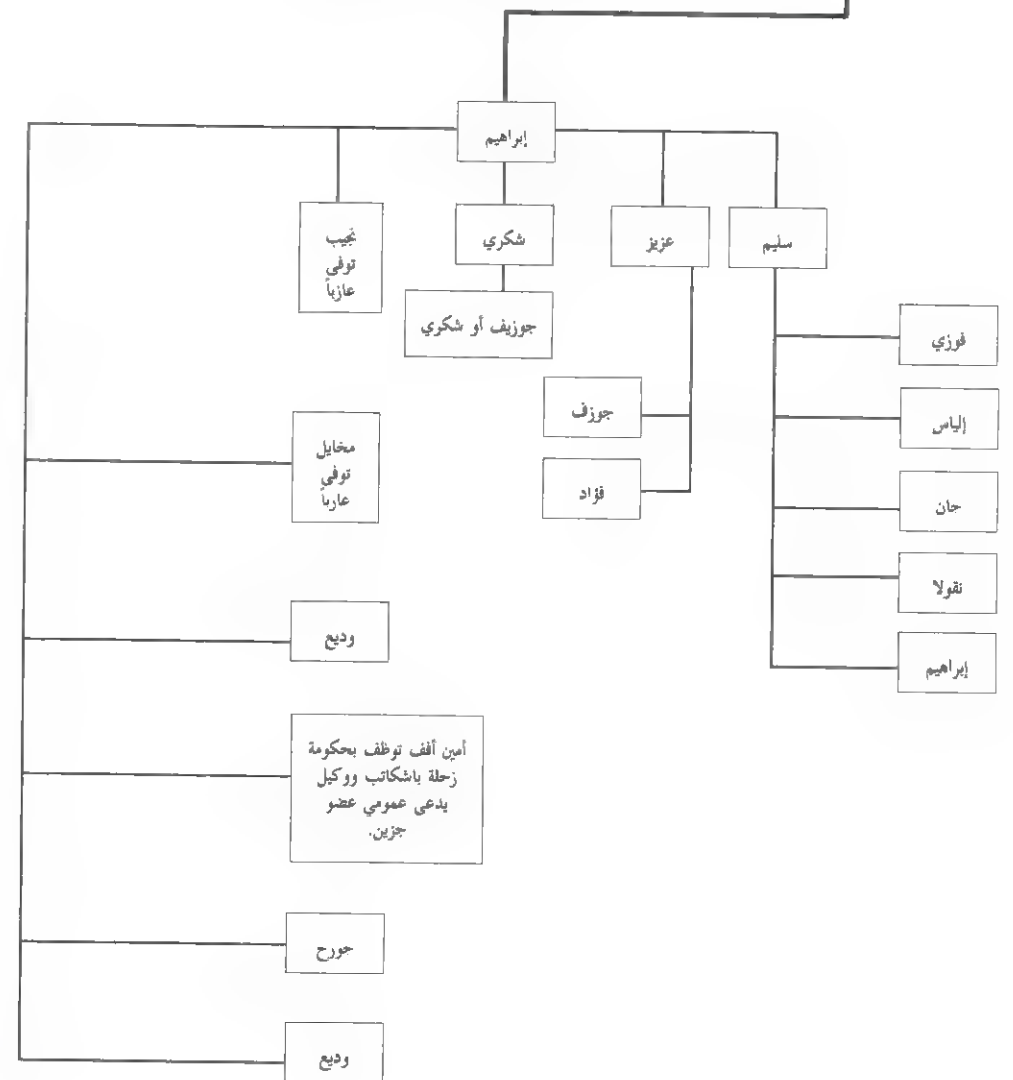 إبراهيم
سليم
عزيز
شكري
نجيب
توفي
عازباً
جوزيف أو شكري
فوزي
إلياس
جان
نقولا
إبراهيم
جوزف
فؤاد
مخايل
توفي
عازباً
وديع
أمين أفف توظف بحكومة
زحلة باشكاتب ووكيل
يدعى عمومي عضو
جزين.
جورج
وديع